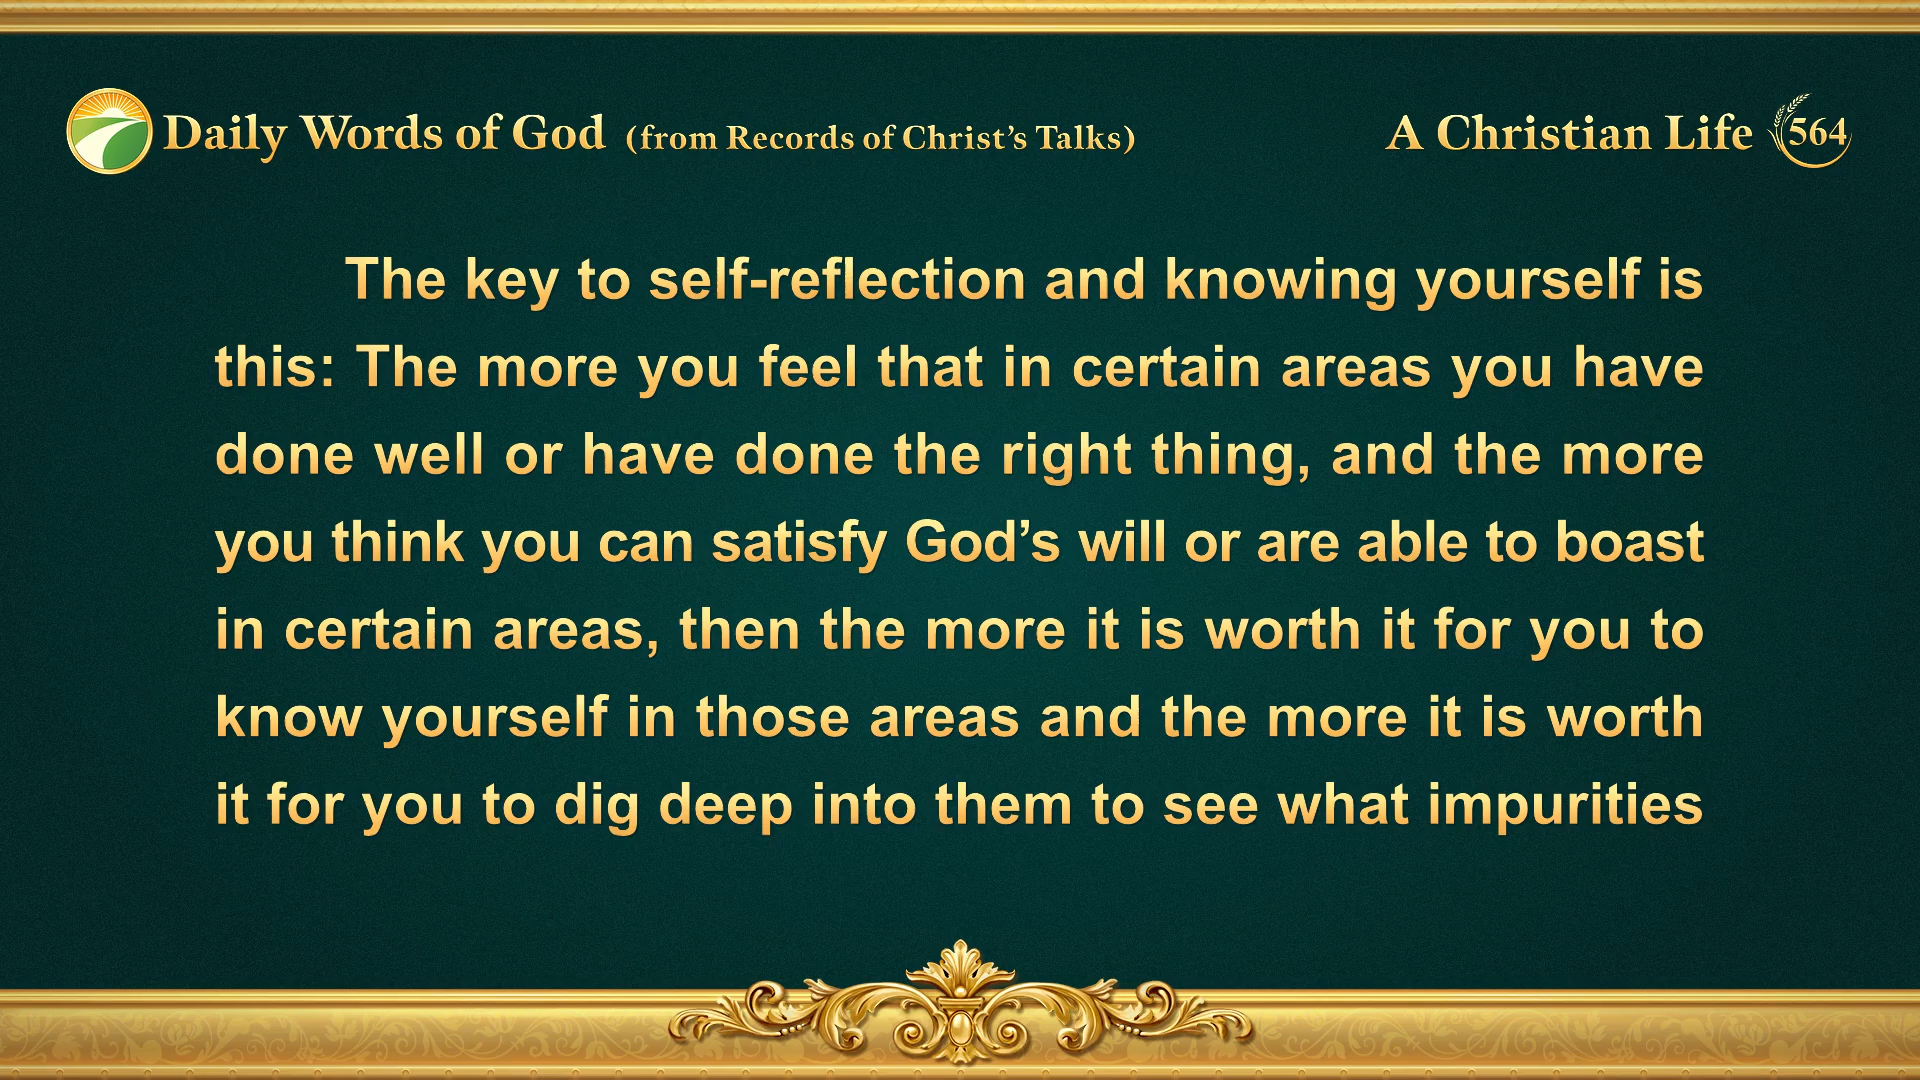 Daily Words of God (from Records of Christ’s Talks) A Christian Life 564
The key to self-reflection and knowing yourself is
this: The more you feel that in certain areas you have
done well or have done the right thing, and the more
you think you can satisfy God’s will or are able to boast
in certain areas, then the more it is worth it for you to
know yourself in those areas and the more it is worth
it for you to dig deep into them to see what impurities